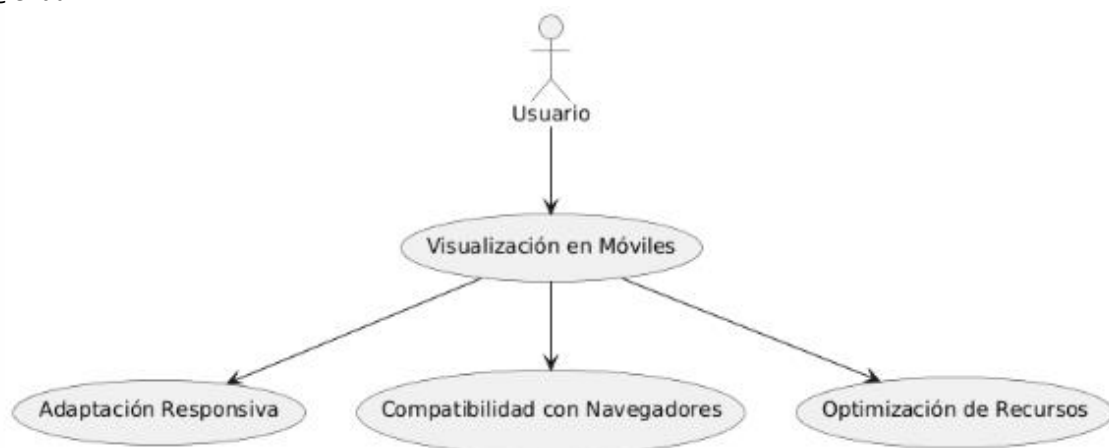 Usuario
Visualización en Móviles
Adaptación Responsiva
Compatibilidad con Navegadores
Optimización de Recursos